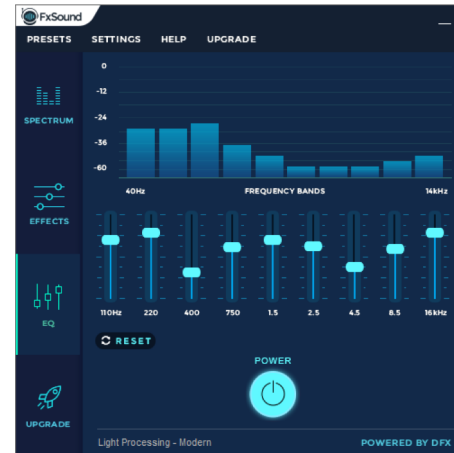 FxSound
PRESETS SETTINGS HELP UPGRADE
0
-12
-24
-36
-60
SPECTRUM
40Hz FREQUENCY BANDS 14kHz
EFFECTS
110Hz 220 400 750 1.5 2.5 4.5 8.5 16kHz
EQ
RESET
POWER
UPGRADE
Light Processing - Modern POWERED BY DFX